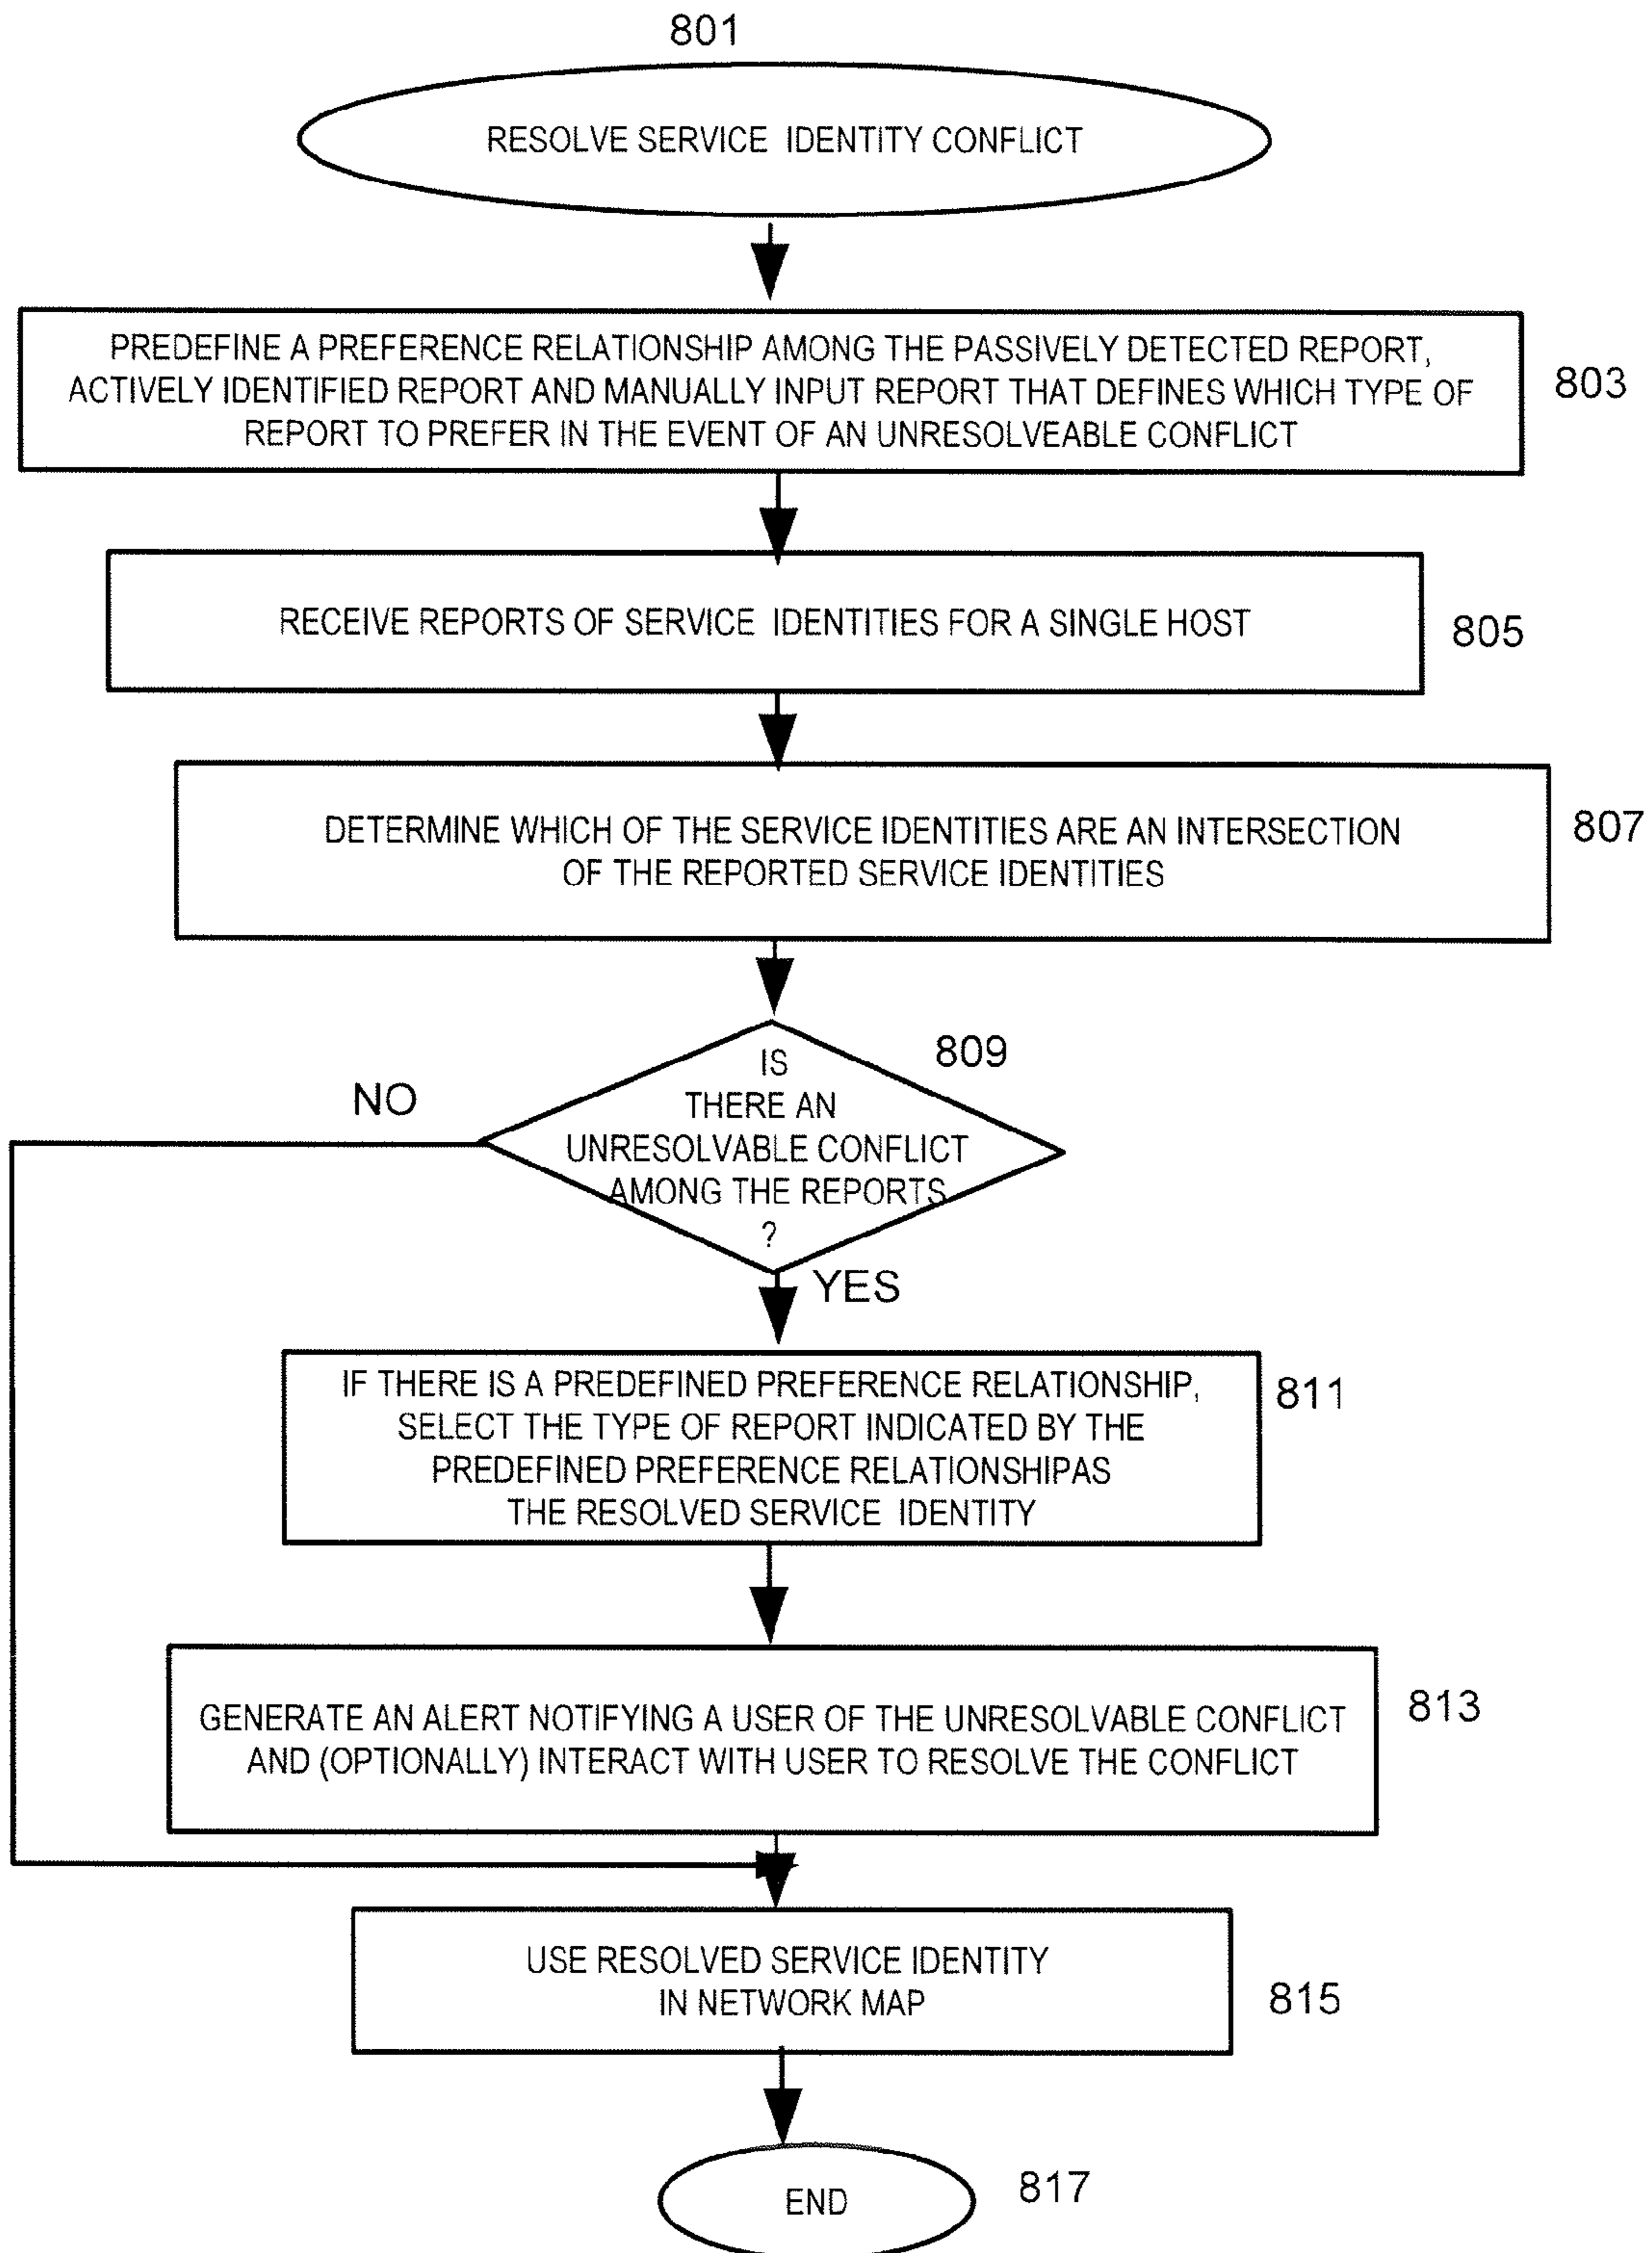 801
RESOLVE SERVICE IDENTITY CONFLICT
PREDEFINE A PREFERENCE RELATIONSHIP AMONG THE PASSIVELY DETECTED REPORT,
ACTIVELY IDENTIFIED REPORT AND MANUALLY INPUT REPORT THAT DEFINES WHICH TYPE OF
REPORT TO PREFER IN THE EVENT OF AN UNRESOLVEABLE CONFLICT
803
RECEIVE REPORTS OF SERVICE IDENTITIES FOR A SINGLE HOST
805
DETERMINE WHICH OF THE SERVICE IDENTITIES ARE AN INTERSECTION
OF THE REPORTED SERVICE IDENTITIES
807
809
IS
THERE AN
UNRESOLVABLE CONFLICT
AMONG THE REPORTS
?
NO
YES
IF THERE IS A PREDEFINED PREFERENCE RELATIONSHIP,
SELECT THE TYPE OF REPORT INDICATED BY THE
PREDEFINED PREFERENCE RELATIONSHIPAS
THE RESOLVED SERVICE IDENTITY
811
GENERATE AN ALERT NOTIFYING A USER OF THE UNRESOLVABLE CONFLICT
AND (OPTIONALLY) INTERACT WITH USER TO RESOLVE THE CONFLICT
813
USE RESOLVED SERVICE IDENTITY
IN NETWORK MAP
815
END
817